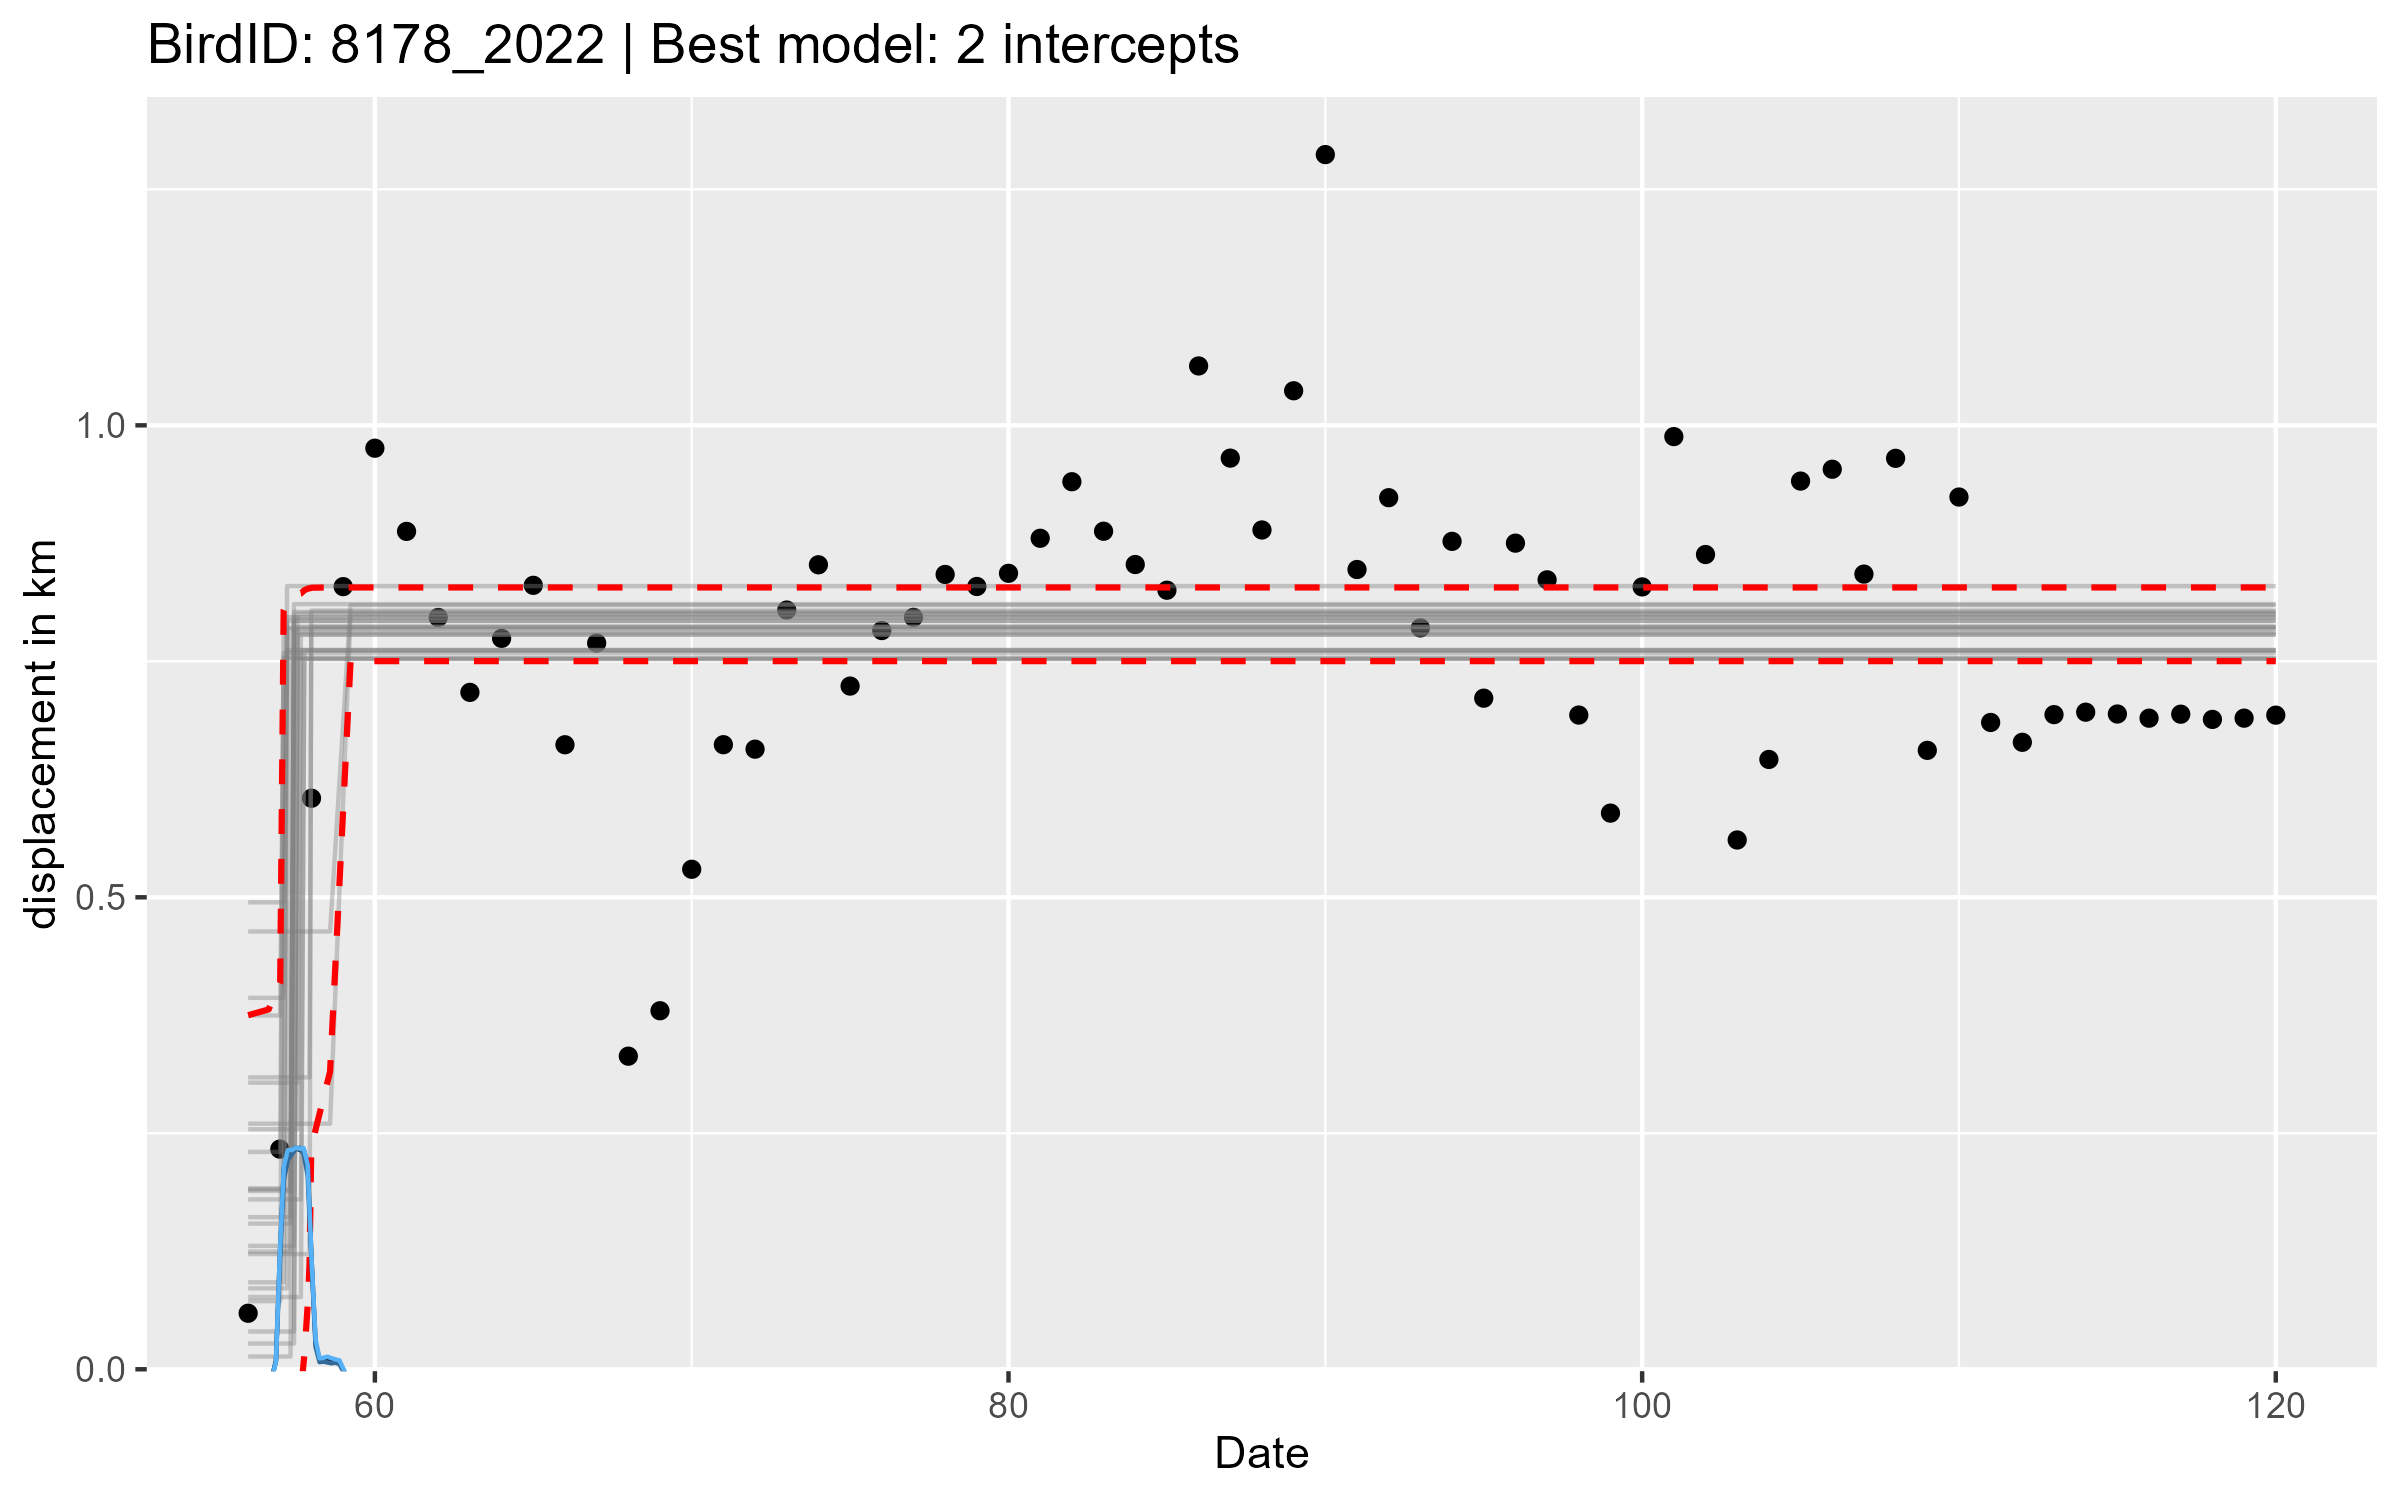 BirdID: 8178_2022 | Best model: 2 intercepts
displacement in km
1.0
0.5
0.0
60 80 100 120
Date